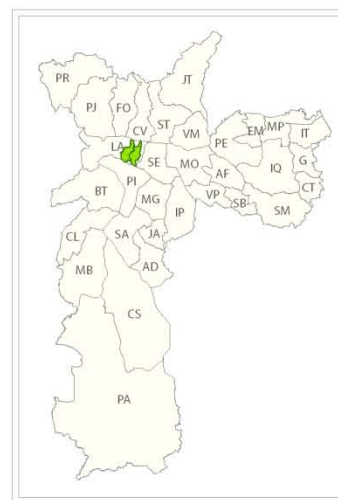 JT
PR
PJ FO ST
CV VM EM MP IT
LA PE
SE MO IQ G
PI AF
BT CT
MG VP SB SM
IP
CL SA JA
MB AD
CS
PA